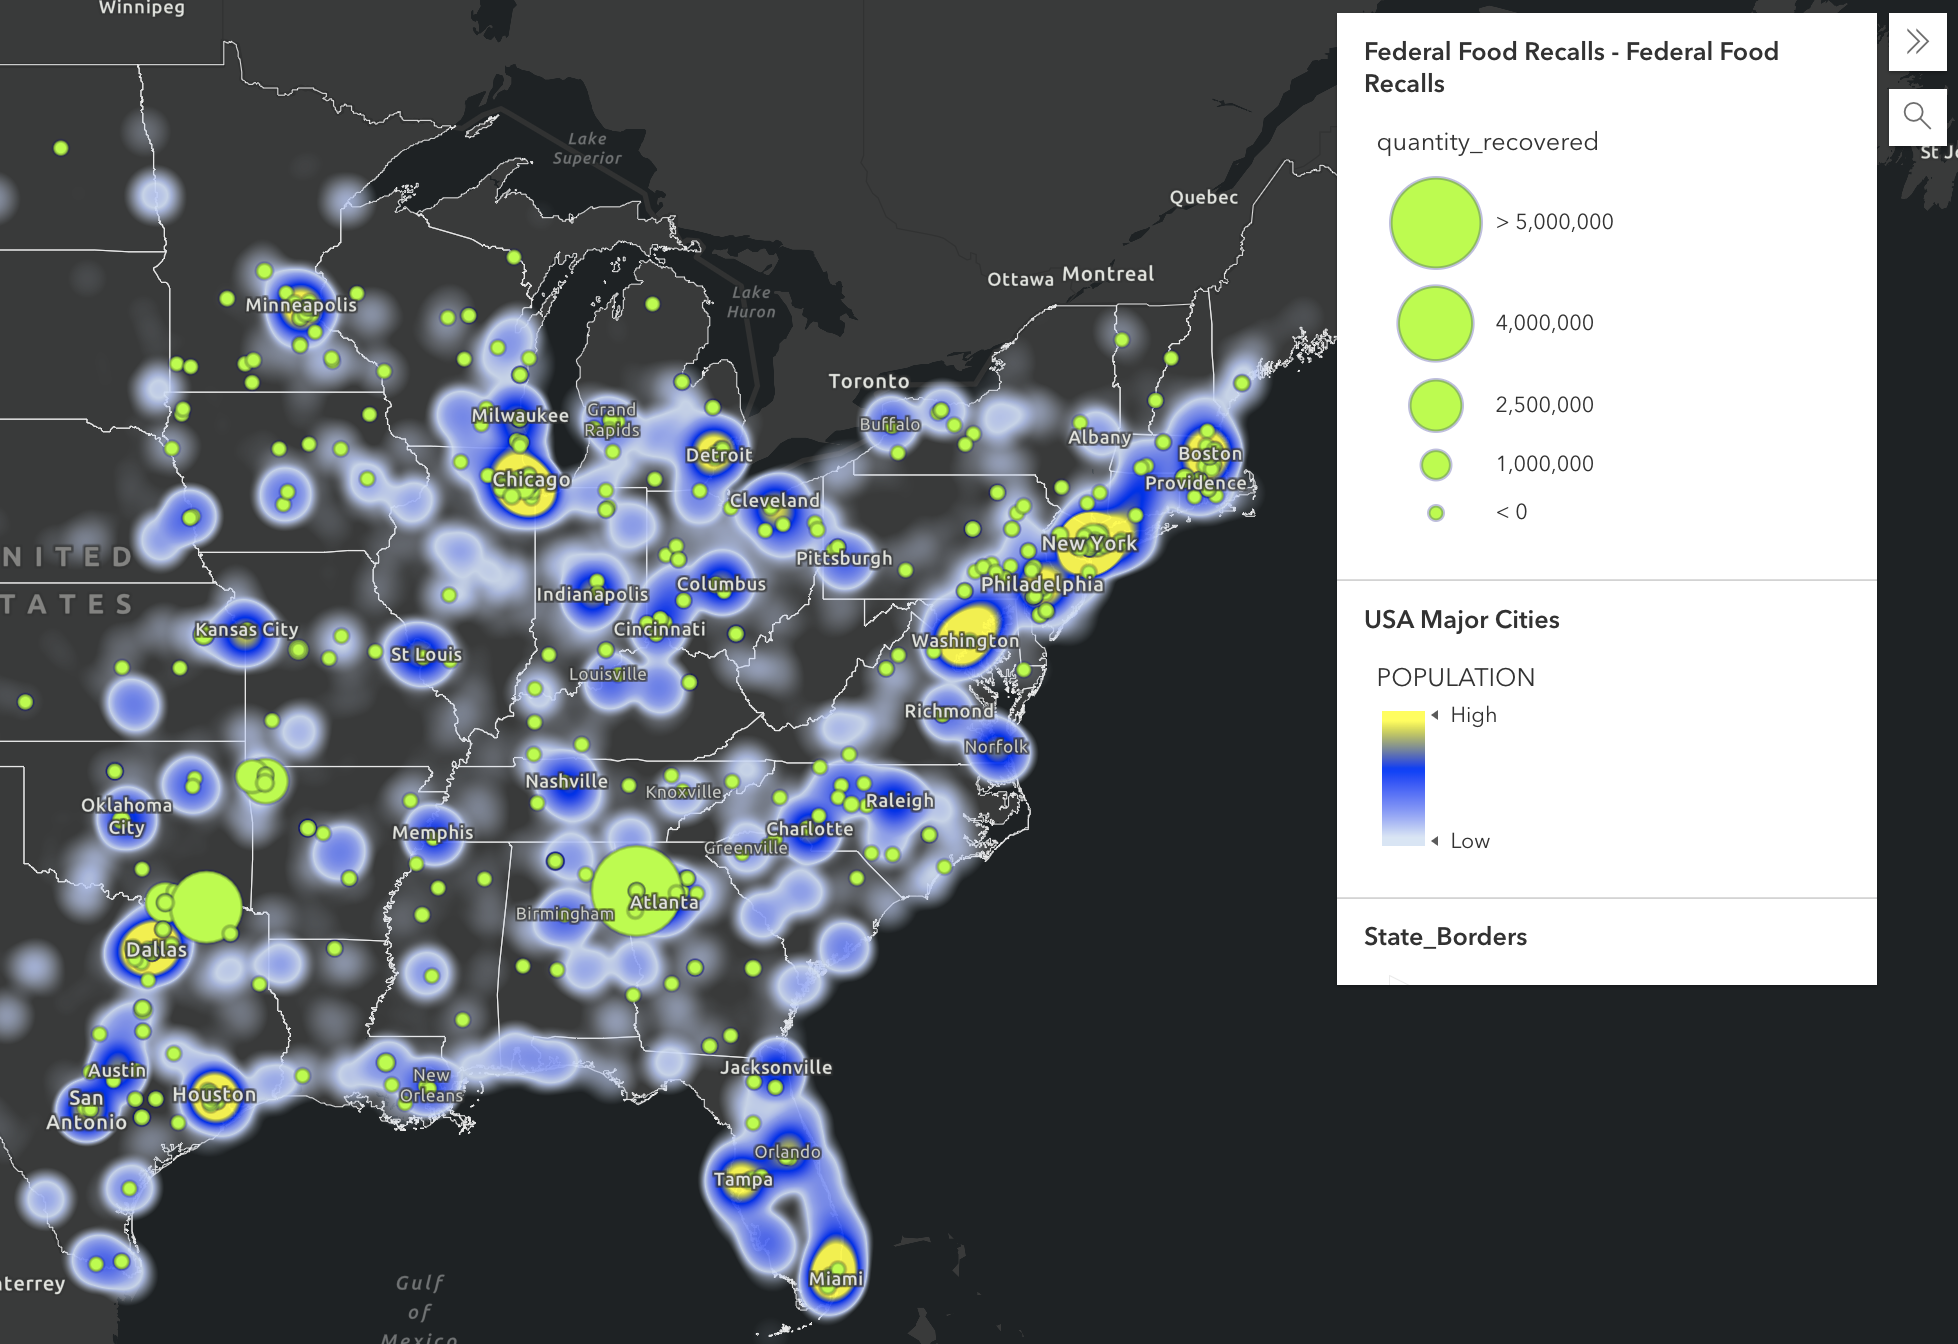 Winnipeg
Lake
Superior
Quebec
Ottawa
Montreal
Lake
Huron
Minneapolis
Toronto
Milwaukee
Grand
Rapids
Buffalo
Albany
Detroit
Boston
Chicago
Providence
Cleveland
New York
NITED
TATES
Pittsburgh
Indianapolis
Columbus
Philadelphia
Kansas City
Cincinnati
Washington
St Louis
Louisville
Richmond
Norfolk
Nashville
Knoxville
Oklahoma
City
Raleigh
Memphis
Charlotte
Greenville
Atlanta
Birmingham
Dallas
Austin
Houston
San
Antonio
New
Orleans
Jacksonville
Orlando
Tampa
Miami
terrey
Gulf
of
Mexico
Federal Food Recalls - Federal Food
Recalls
quantity_recovered
> 5,000,000
4,000,000
2,500,000
1,000,000
< 0
USA Major Cities
POPULATION
High
Low
State_Borders
St Jo